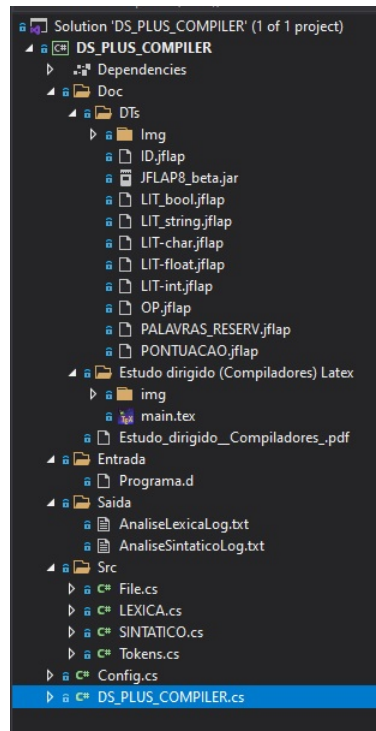 Solution 'DS_PLUS_COMPILER' (1 of 1 project)
C# DS_PLUS_COMPILER
Dependencies
Doc
DTs
Img
ID.jflap
JFLAP8_beta.jar
LIT_bool.jflap
LIT_string.jflap
LIT-char.jflap
LIT-float.jflap
LIT-int.jflap
OP.jflap
PALAVRAS_RESERV.jflap
PONTUACAO.jflap
Estudo dirigido (Compiladores) Latex
img
main.tex
Estudo_dirigido__Compiladores_.pdf
Entrada
Programa.d
Saida
AnaliseLexicaLog.txt
AnaliseSintaticoLog.txt
Src
C# File.cs
C# LEXICA.cs
C# SINTATICO.cs
C# Tokens.cs
C# Config.cs
C# DS_PLUS_COMPILER.cs